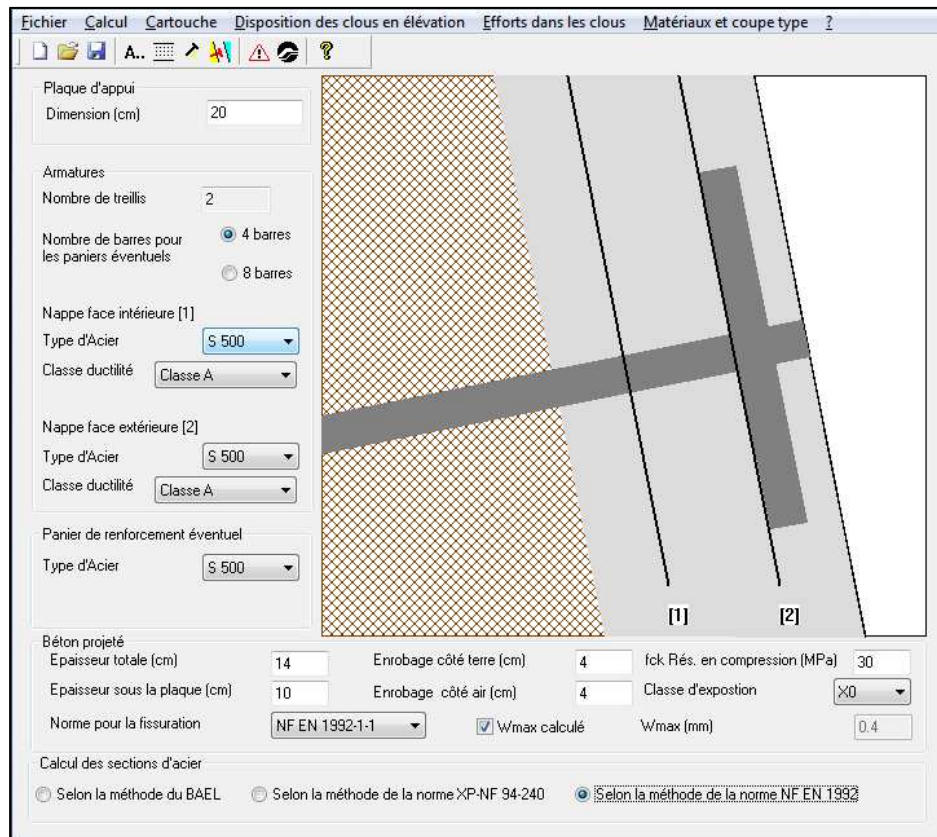 Fichier Calcul Cartouche Disposition des clous en élévation Efforts dans les clous Matériaux et coupe type ?
A..
?
Plaque d'appui
Dimension (cm) 20
Armatures
Nombre de treillis 2
Nombre de barres pour
les paniers éventuels
4 barres
8 barres
Nappe face intérieure [1]
Type d'Acier S 500
Classe ductilité Classe A
Nappe face extérieure [2]
Type d'Acier S 500
Classe ductilité Classe A
Panier de renforcement éventuel
Type d'Acier S 500
[1] [2]
Béton projeté
Epaisseur totale (cm) 14 Enrobage côté terre (cm) 4 fck Rés. en compression (MPa) 30
Epaisseur sous la plaque (cm) 10 Enrobage côté air (cm) 4 Classe d'expostion X0
Norme pour la fissuration NF EN 1992-1-1 Wmax calculé Wmax (mm) 0.4
Calcul des sections d'acier
Selon la méthode du BAEL Selon la méthode de la norme XP-NF 94-240 Selon la méthode de la norme NF EN 1992